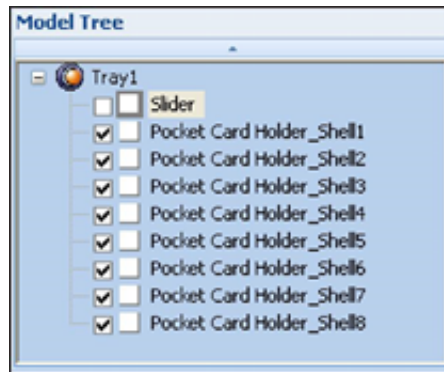 Model Tree
Tray1
Slider
Pocket Card Holder_Shell1
Pocket Card Holder_Shell2
Pocket Card Holder_Shell3
Pocket Card Holder_Shell4
Pocket Card Holder_Shell5
Pocket Card Holder_Shell6
Pocket Card Holder_Shell7
Pocket Card Holder_Shell8